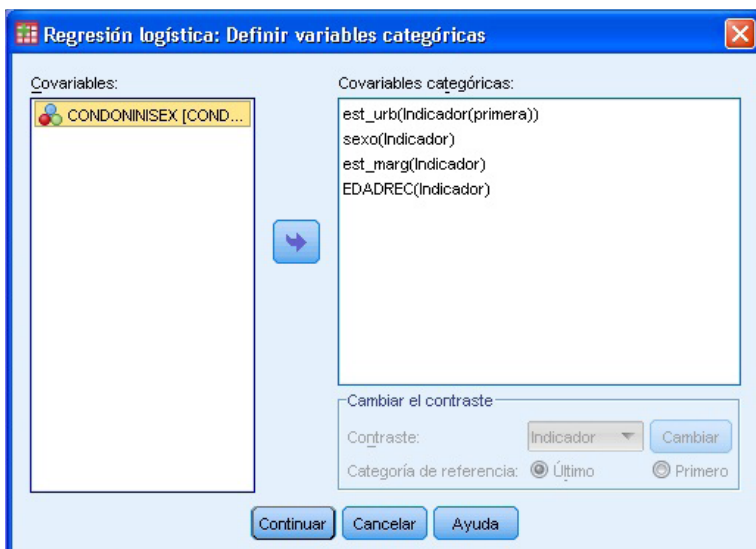 Regresión logística: Definir variables categóricas
Covariables:
CONDONINISEX [COND...
Covariables categóricas:
est_urb(Indicador(primera))
sexo(Indicador)
est_marg(Indicador)
EDADREC(Indicador)
Cambiar el contraste
Contraste:
Indicador
Cambiar
Categoría de referencia:
Último
Primero
Continuar
Cancelar
Ayuda